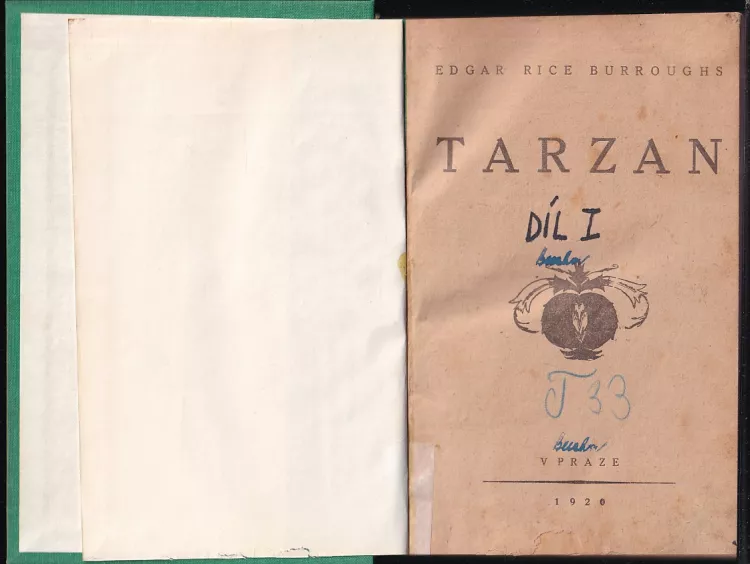 EDGAR RICE BURROUGHS
TARZAN
DÍL I
T 33
V PRAZE
1920